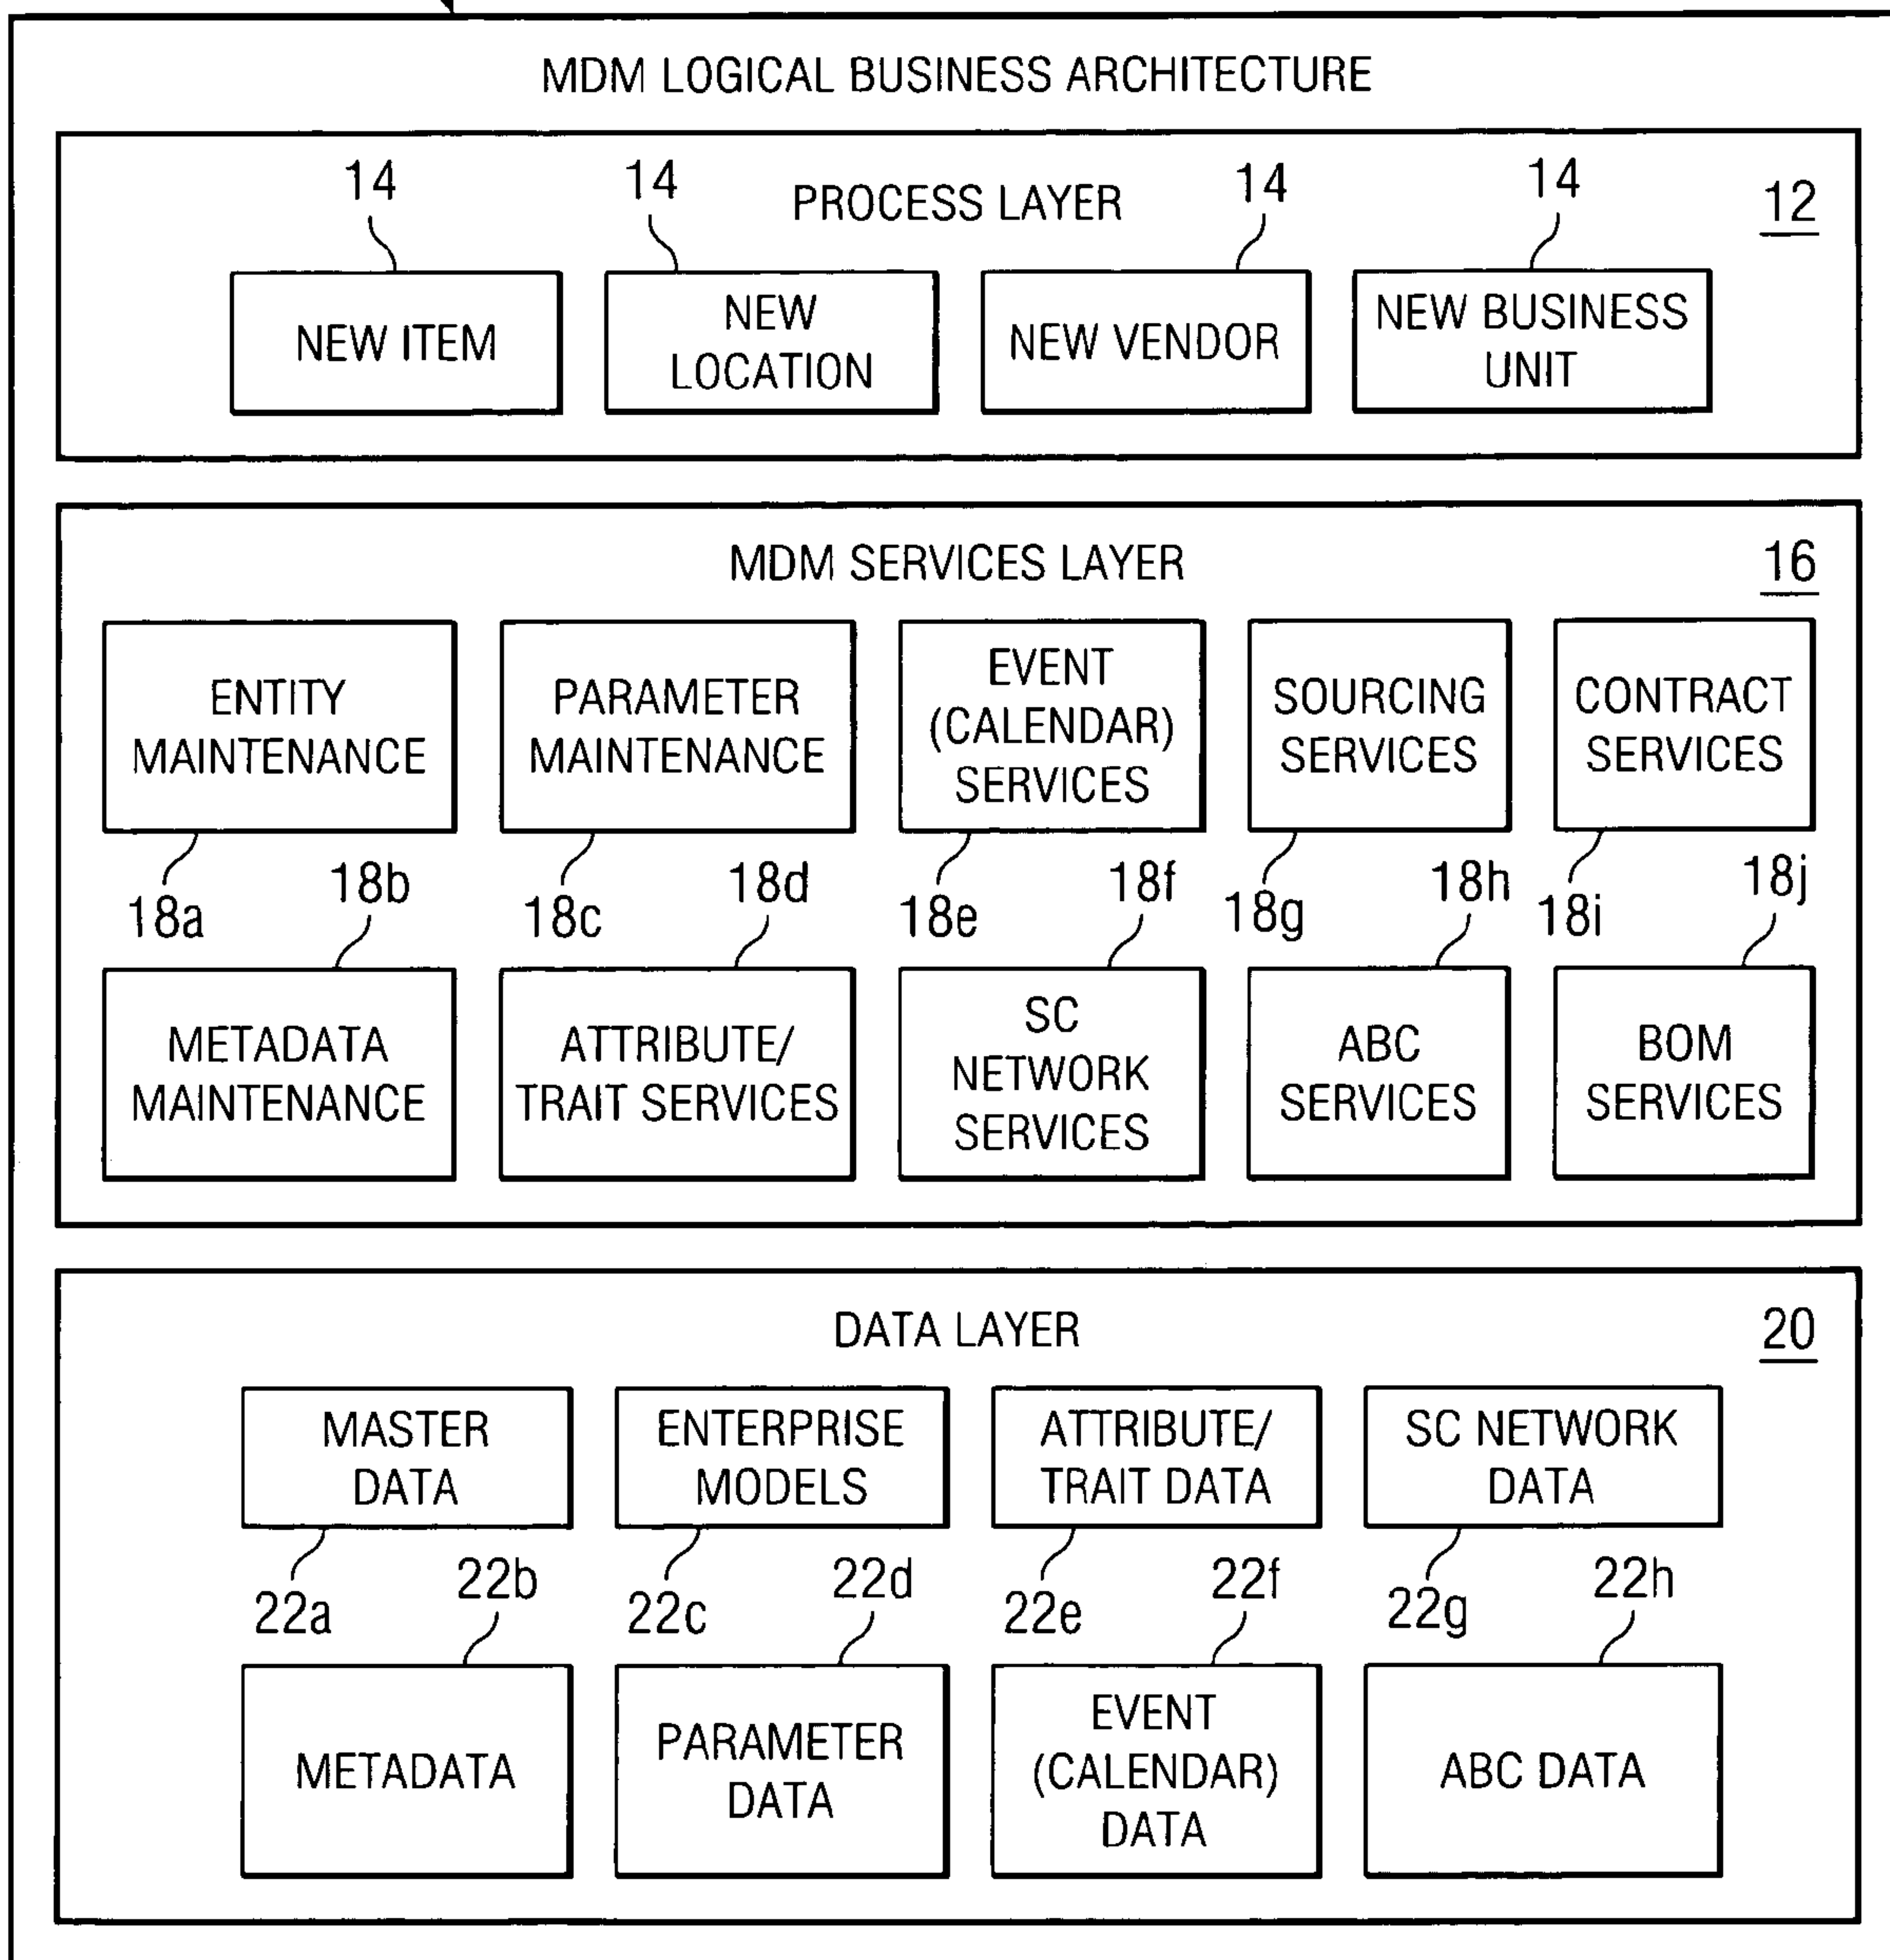 MDM LOGICAL BUSINESS ARCHITECTURE
14 14 PROCESS LAYER 14 14 12
NEW ITEM
NEW
LOCATION
NEW VENDOR
NEW BUSINESS
UNIT
MDM SERVICES LAYER 16
ENTITY
MAINTENANCE
PARAMETER
MAINTENANCE
EVENT
(CALENDAR)
SERVICES
SOURCING
SERVICES
CONTRACT
SERVICES
18a 18b 18c 18d 18e 18f 18g 18h 18i 18j
METADATA
MAINTENANCE
ATTRIBUTE/
TRAIT SERVICES
SC
NETWORK
SERVICES
ABC
SERVICES
BOM
SERVICES
DATA LAYER 20
MASTER
DATA
ENTERPRISE
MODELS
ATTRIBUTE/
TRAIT DATA
SC NETWORK
DATA
22a 22b 22c 22d 22e 22f 22g 22h
METADATA
PARAMETER
DATA
EVENT
(CALENDAR)
DATA
ABC DATA